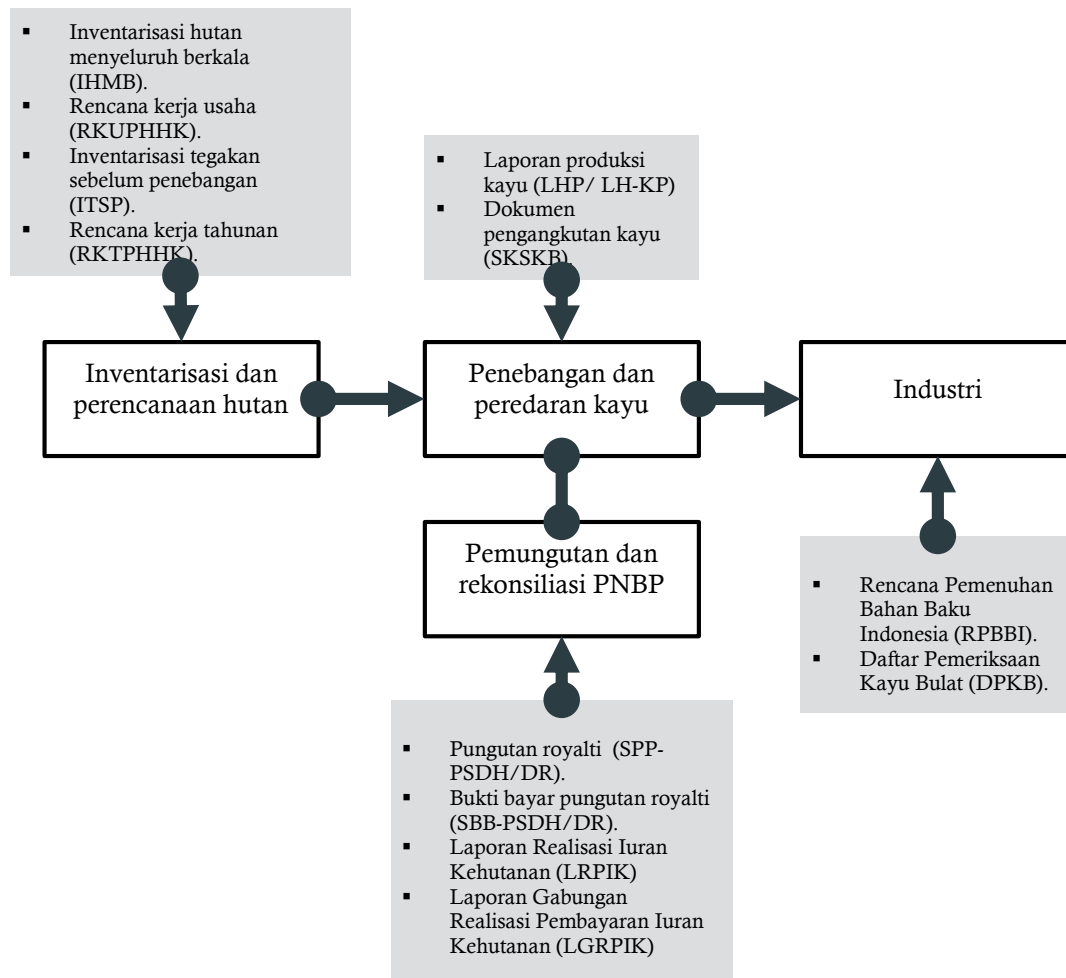 ▪ Inventarisasi hutan
menyeluruh berkala
(IHMB).
▪ Rencana kerja usaha
(RKUPHHK).
▪ Inventarisasi tegakan
sebelum penebangan
(ITSP).
▪ Rencana kerja tahunan
(RKTPHHK).
▪ Laporan produksi
kayu (LHP/ LH-KP)
▪ Dokumen
pengangkutan kayu
(SKSKB).
Inventarisasi dan
perencanaan hutan
Penebangan dan
peredaran kayu
Industri
Pemungutan dan
rekonsiliasi PNBP
▪ Rencana Pemenuhan
Bahan Baku
Indonesia (RPBBI).
▪ Daftar Pemeriksaan
Kayu Bulat (DPKB).
▪ Pungutan royalti (SPP-
PSDH/DR).
▪ Bukti bayar pungutan royalti
(SBB-PSDH/DR).
▪ Laporan Realisasi Iuran
Kehutanan (LRPIK)
▪ Laporan Gabungan
Realisasi Pembayaran Iuran
Kehutanan (LGRPIK)